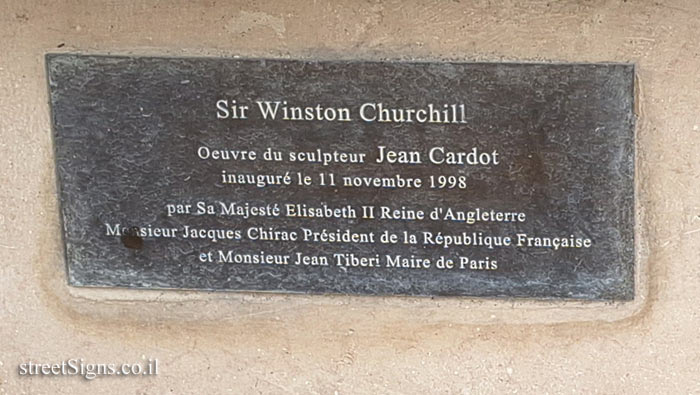 Sir Winston Churchill
Oeuvre du sculpteur Jean Cardot
inauguré le 11 novembre 1998
par Sa Majesté Elisabeth II Reine d'Angleterre
Monsieur Jacques Chirac Président de la République Française
et Monsieur Jean Tiberi Maire de Paris
streetSigns.co.il